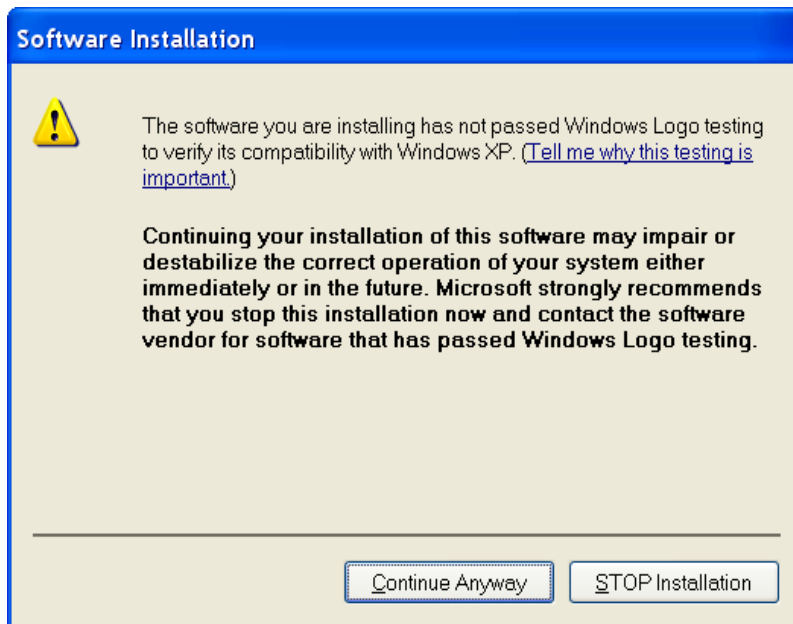 Software Installation
The software you are installing has not passed Windows Logo testing
to verify its compatibility with Windows XP. (Tell me why this testing is
important.)
Continuing your installation of this software may impair or
destabilize the correct operation of your system either
immediately or in the future. Microsoft strongly recommends
that you stop this installation now and contact the software
vendor for software that has passed Windows Logo testing.
Continue Anyway
STOP Installation